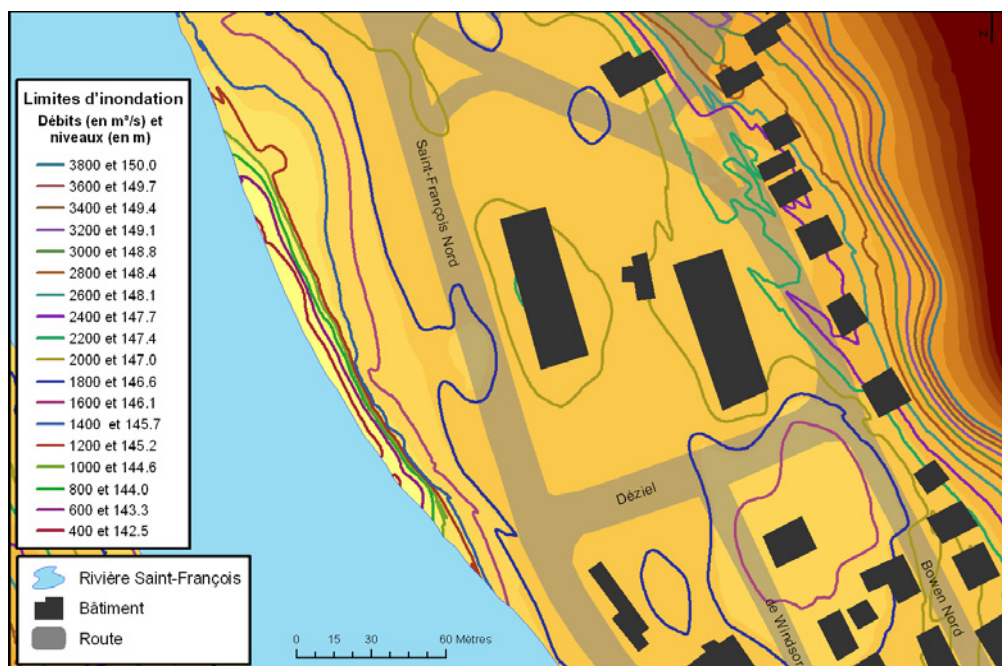 Limites d'inondation
Débits (en m³/s) et
niveaux (en m)
3800 et 150.0
3600 et 149.7
3400 et 149.4
3200 et 149.1
3000 et 148.8
2800 et 148.4
2600 et 148.1
2400 et 147.7
2200 et 147.4
2000 et 147.0
1800 et 146.6
1600 et 146.1
1400 et 145.7
1200 et 145.2
1000 et 144.6
800 et 144.0
600 et 143.3
400 et 142.5
Rivière Saint-François
Bâtiment
Route
Saint-François Nord
Déziel
de Windsor
Bowen Nord
0 15 30 60 Mètres